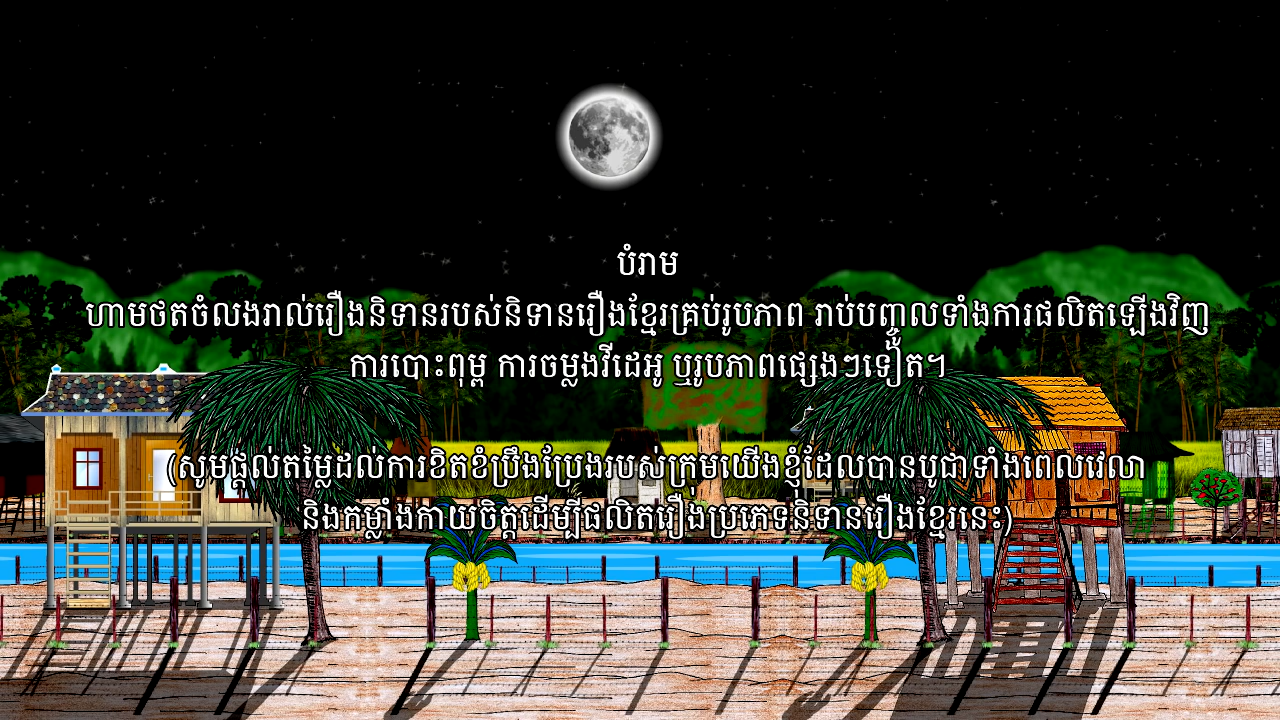 បំរាម
ហាមថតចំលងរាល់រឿងនិទានរបស់និទានរឿងខ្មែរគ្រប់រូបភាព រាប់បញ្ចូលទាំងការផលិតឡើងវិញ
ការបោះពុម្ព ការចម្លងវីដេអូ ឬរូបភាពផ្សេងៗទៀត។
(សូមផ្តល់តម្លៃដល់ការខិតខំប្រឹងប្រែងរបស់ក្រុមយើងខ្ញុំដែលបានបូជាទាំងពេលវេលា
និងកម្លាំងកាយចិត្តដើម្បីផលិតរឿងប្រភេទនិទានរឿងខ្មែរនេះ)